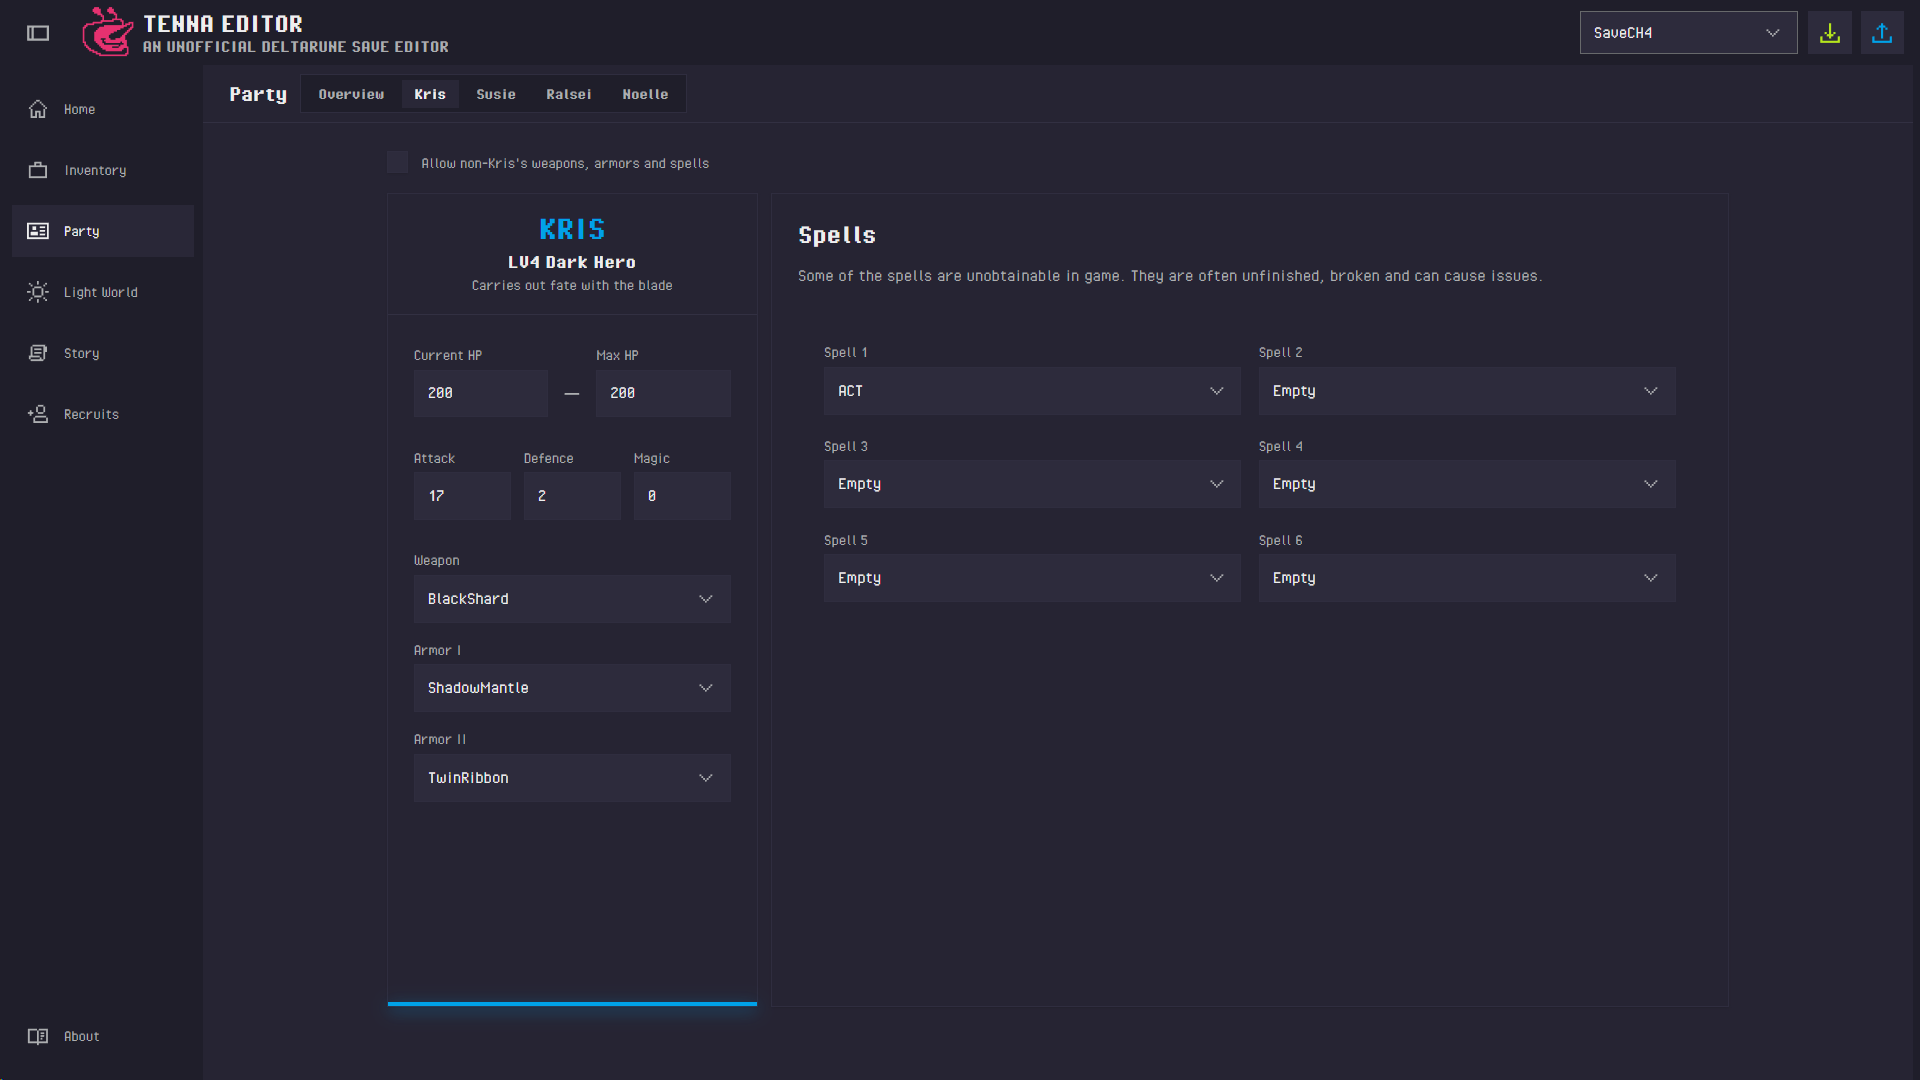 TENNA EDITOR
AN UNOFFICIAL DELTARUNE SAVE EDITOR
SaveCH4
Home
Inventory
Party
Light World
Story
Recruits
About
Party
Overview Kris Susie Ralsei Noelle
Allow non-Kris's weapons, armors and spells
KRIS
LV4 Dark Hero
Carries out fate with the blade
Current HP Max HP
200 — 200
Attack Defence Magic
17 2 0
Weapon
BlackShard
Armor I
ShadowMantle
Armor II
TwinRibbon
Spells
Some of the spells are unobtainable in game. They are often unfinished, broken and can cause issues.
Spell 1 Spell 2
ACT Empty
Spell 3 Spell 4
Empty Empty
Spell 5 Spell 6
Empty Empty